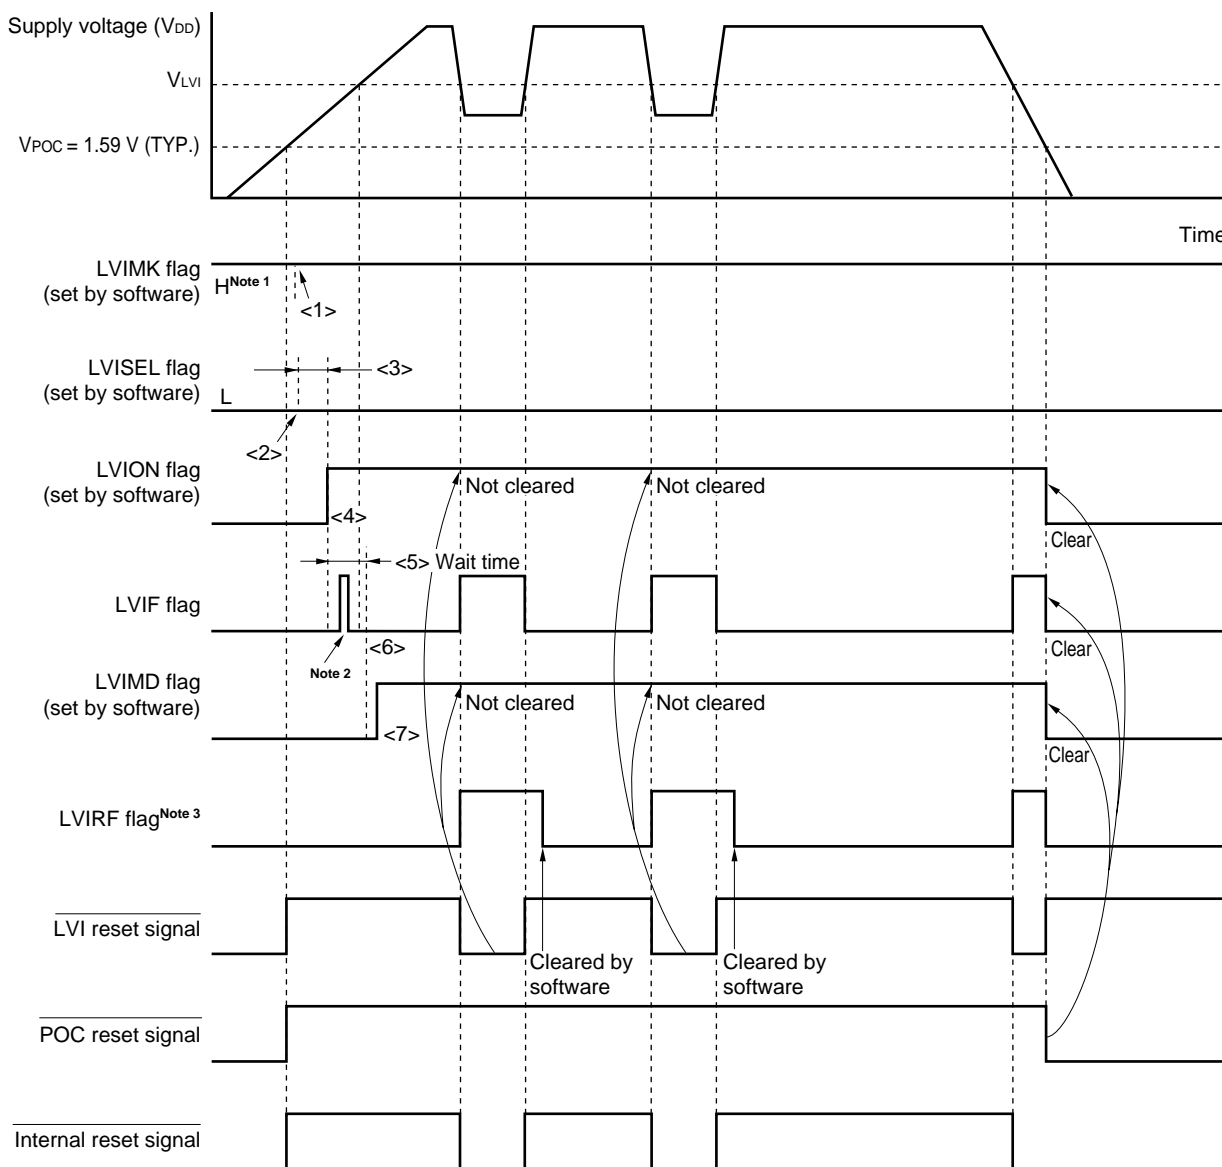 Supply voltage (VDD)
VLVI
VPOC = 1.59 V (TYP.)
Time
LVIMK flag
(set by software)
H Note 1
<1>
LVISEL flag
(set by software)
L
<3>
<2>
LVION flag
(set by software)
Not cleared
Not cleared
<4>
Clear
<5> Wait time
LVIF flag
<6>
Note 2
Clear
LVIMD flag
(set by software)
Not cleared
Not cleared
<7>
Clear
LVIRF flag Note 3
LVI reset signal
Cleared by
software
Cleared by
software
POC reset signal
Internal reset signal